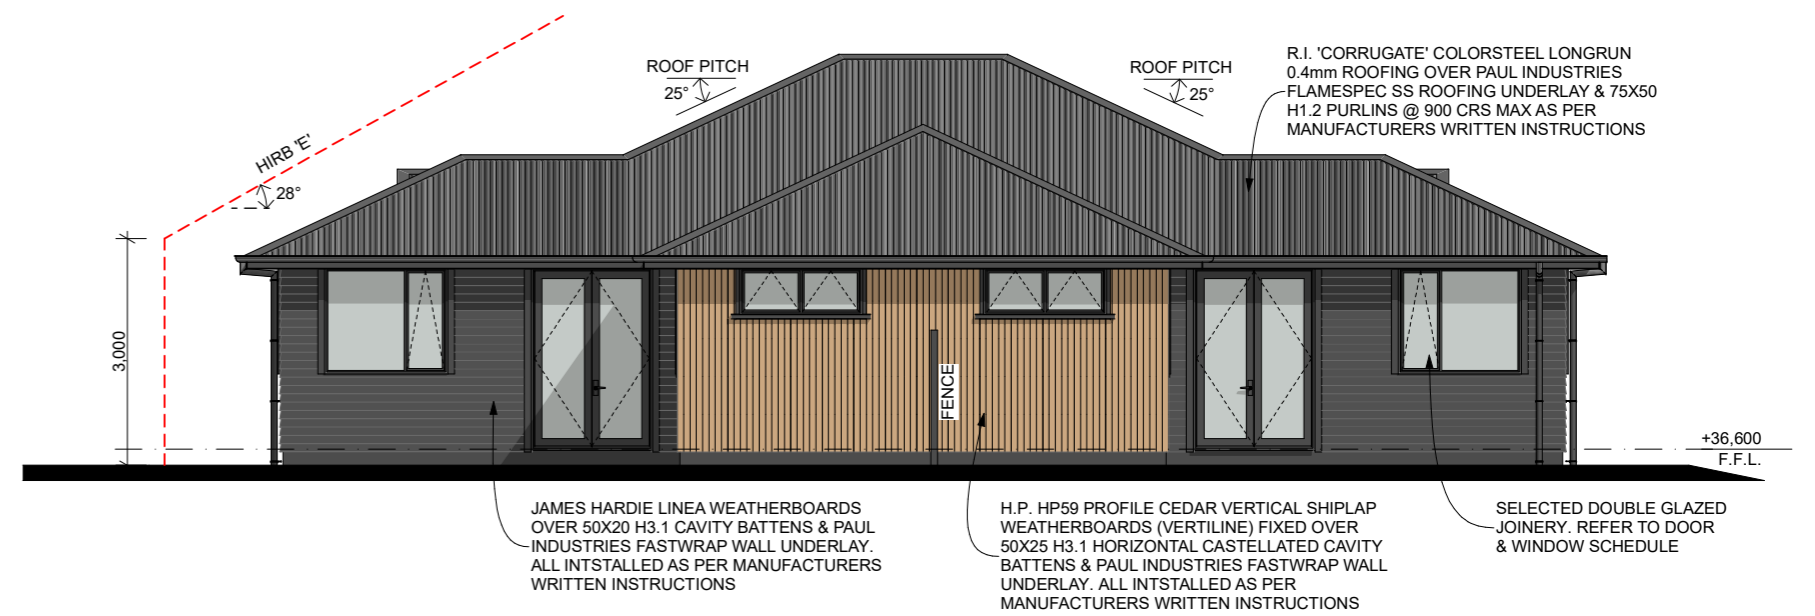 R.I. 'CORRUGATE' COLORSTEEL LONGRUN
0.4mm ROOFING OVER PAUL INDUSTRIES
FLAMESPEC SS ROOFING UNDERLAY & 75X50
H1.2 PURLINS @ 900 CRS MAX AS PER
MANUFACTURERS WRITTEN INSTRUCTIONS
ROOF PITCH
25°
ROOF PITCH
25°
HIRB 'E'
28°
3,000
FENCE
+36,600
F.F.L.
JAMES HARDIE LINEA WEATHERBOARDS
OVER 50X20 H3.1 CAVITY BATTENS & PAUL
INDUSTRIES FASTWRAP WALL UNDERLAY.
ALL INTSTALLED AS PER MANUFACTURERS
WRITTEN INSTRUCTIONS
H.P. HP59 PROFILE CEDAR VERTICAL SHIPLAP
WEATHERBOARDS (VERTILINE) FIXED OVER
50X25 H3.1 HORIZONTAL CASTELLATED CAVITY
BATTENS & PAUL INDUSTRIES FASTWRAP WALL
UNDERLAY. ALL INTSTALLED AS PER
MANUFACTURERS WRITTEN INSTRUCTIONS
SELECTED DOUBLE GLAZED
JOINERY. REFER TO DOOR
& WINDOW SCHEDULE